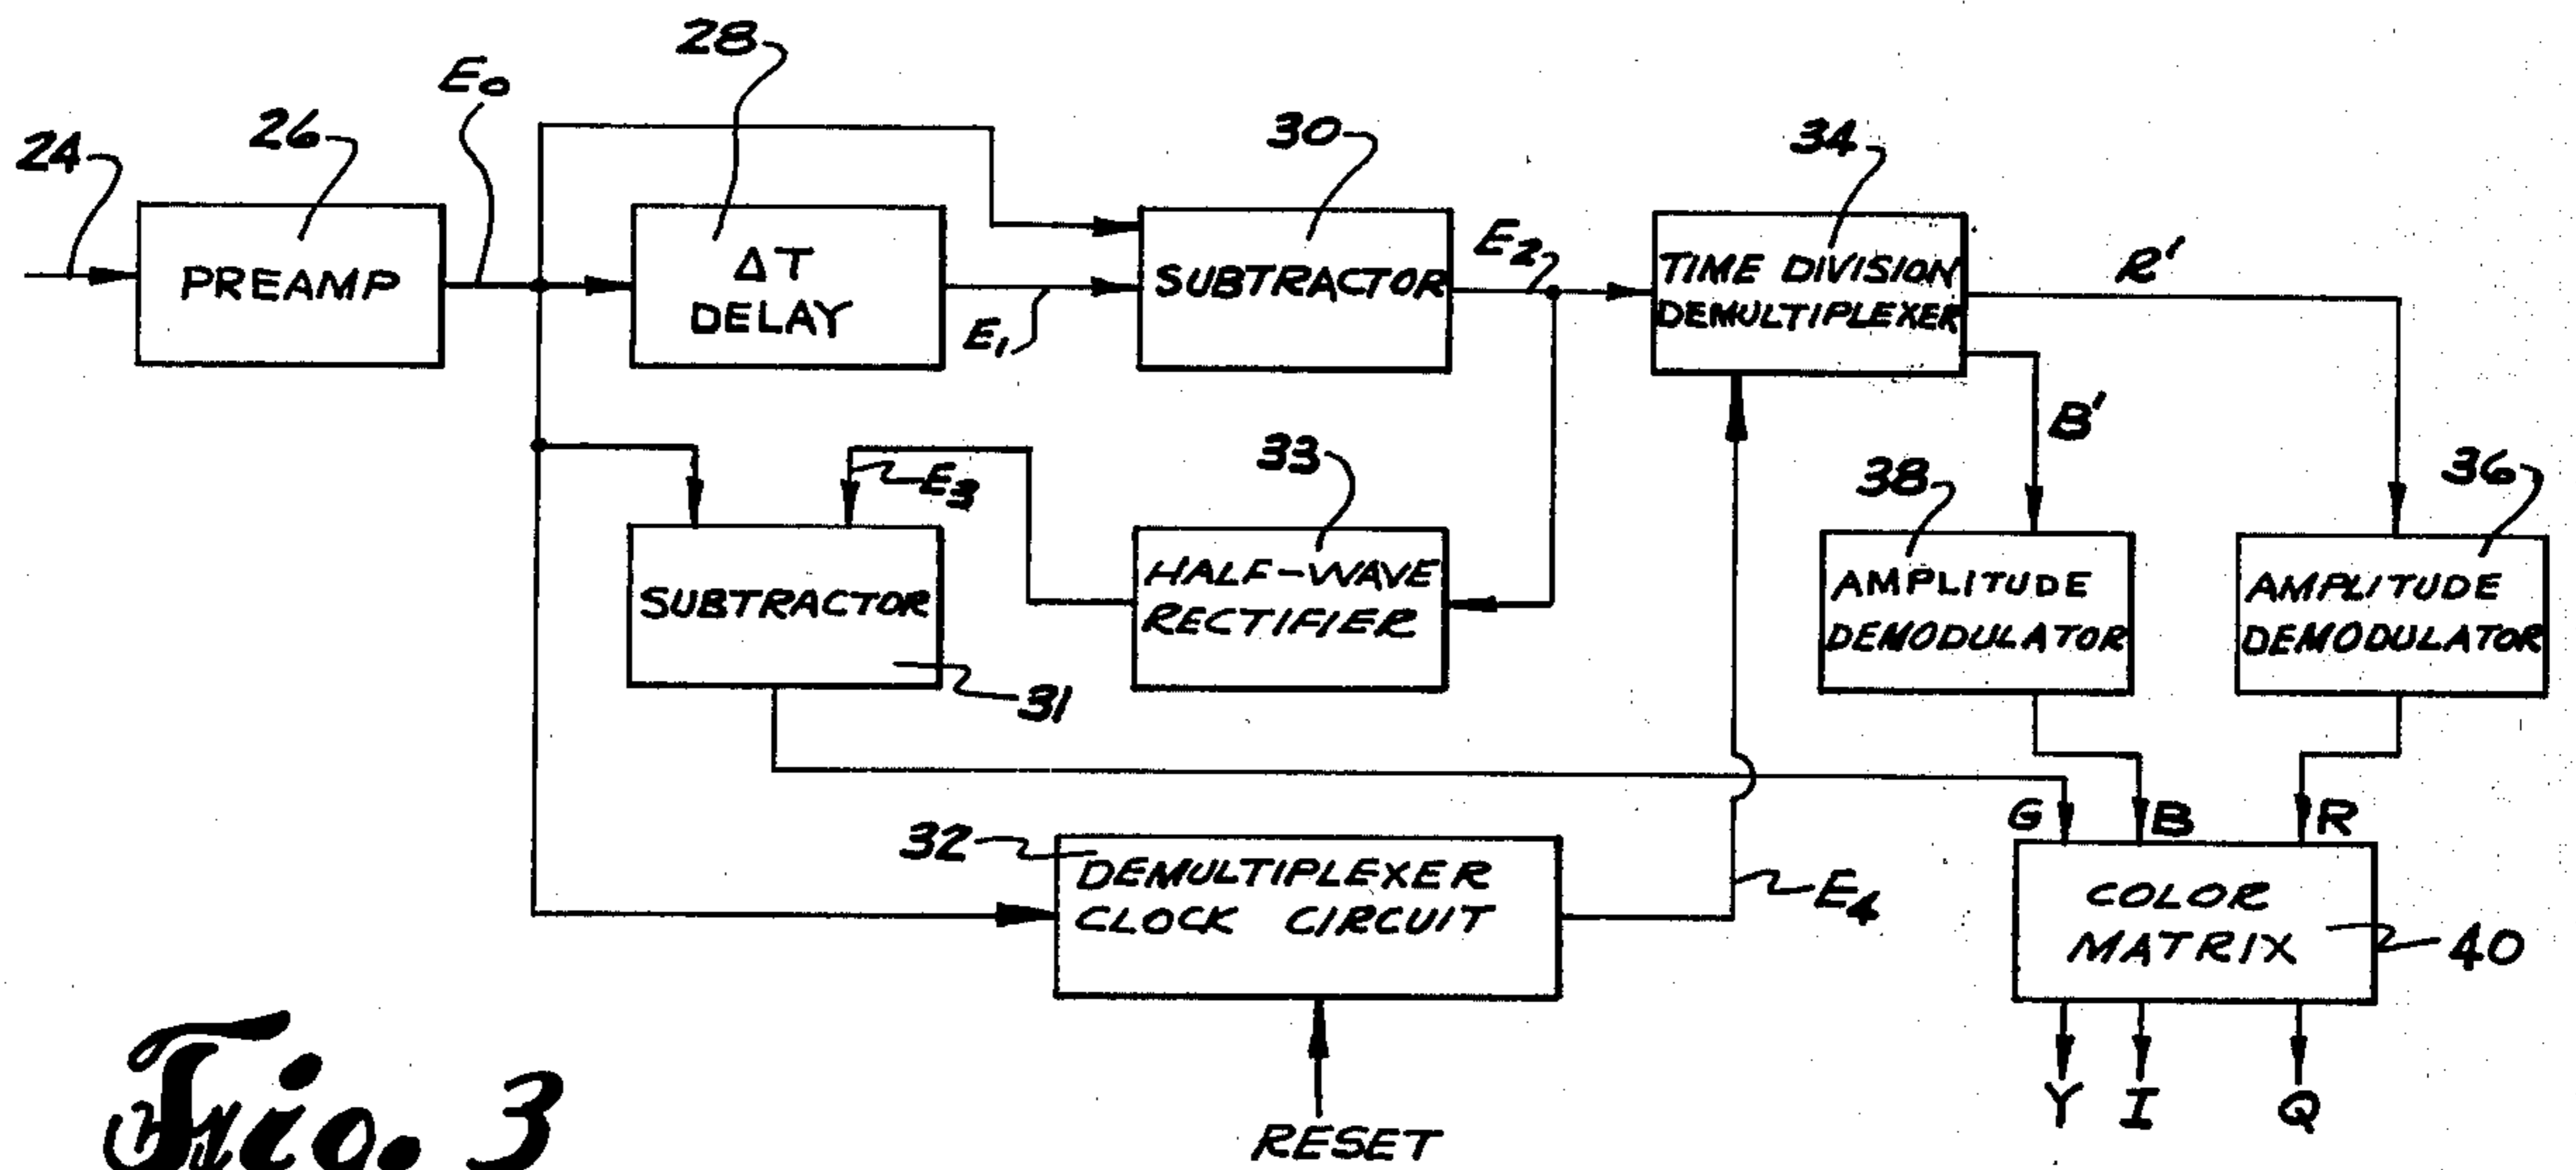 28
E0
26
24
30
34
PREAMP
ΔT
DELAY
E1
SUBTRACTOR
E2
TIME DIVISION
DEMULTIPLEXER
R'
B'
E3
33
38
36
SUBTRACTOR
31
HALF-WAVE
RECTIFIER
AMPLITUDE
DEMODULATOR
AMPLITUDE
DEMODULATOR
G
B
R
32
DEMULTIPLEXER
CLOCK CIRCUIT
E4
COLOR
MATRIX
40
Y
I
Q
RESET
Fig. 3